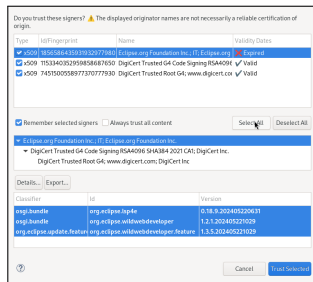 Do you trust these signers? ⚠ The displayed originator names are not necessarily a reliable certification of
origin.
Type Id/Fingerprint Name Validity Dates
x509 Eclipse.org Foundation Inc.; IT; Eclipse.org Expired
x509 DigiCert Trusted G4 Code Signing RSA4096 Valid
x509 DigiCert Trusted Root G4; www.digicert.co Valid
Remember selected signers Always trust all content Select All Deselect All
Eclipse.org Foundation Inc.; IT; Eclipse.org Foundation Inc.
DigiCert Trusted G4 Code Signing RSA4096 SHA384 2021 CA1; DigiCert Inc.
DigiCert Trusted Root G4; www.digicert.com; DigiCert Inc
Details... Export...
Classifier Id Version
osgi.bundle org.eclipse.lsp4e 0.18.9.202405220631
osgi.bundle org.eclipse.wildwebdeveloper 1.2.1.202405221029
org.eclipse.update.feature org.eclipse.wildwebdeveloper.feature 1.3.5.202405221029
Cancel Trust Selected